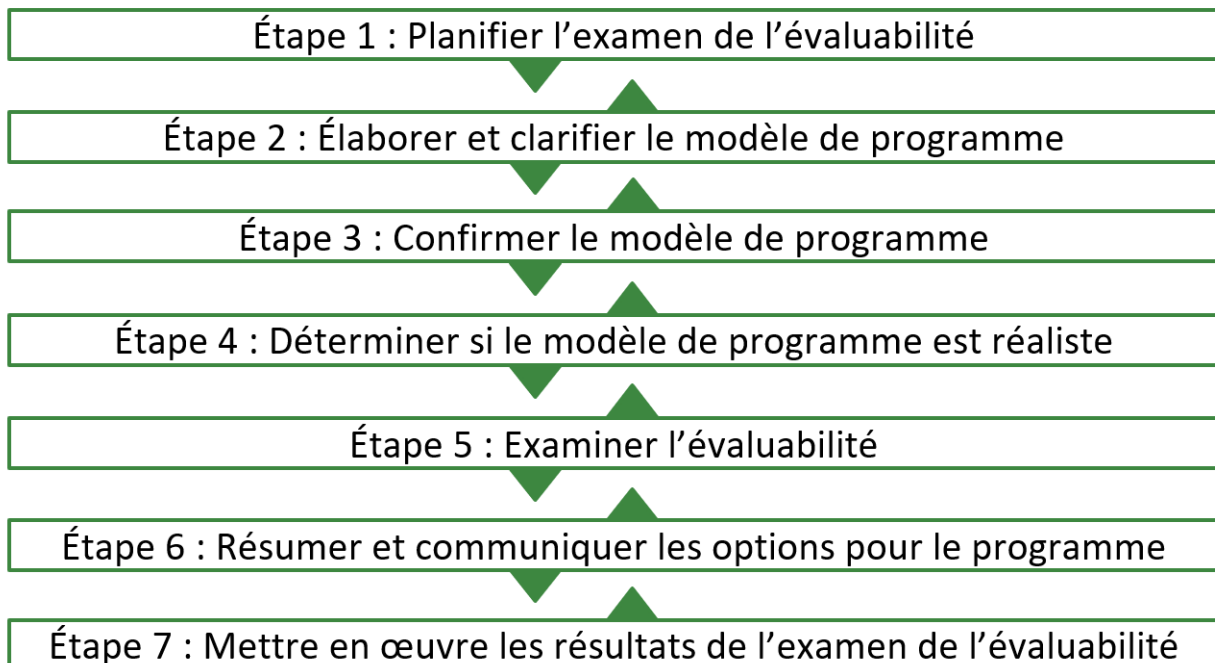 Étape 1 : Planifier l’examen de l’évaluabilité
Étape 2 : Élaborer et clarifier le modèle de programme
Étape 3 : Confirmer le modèle de programme
Étape 4 : Déterminer si le modèle de programme est réaliste
Étape 5 : Examiner l’évaluabilité
Étape 6 : Résumer et communiquer les options pour le programme
Étape 7 : Mettre en œuvre les résultats de l’examen de l’évaluabilité